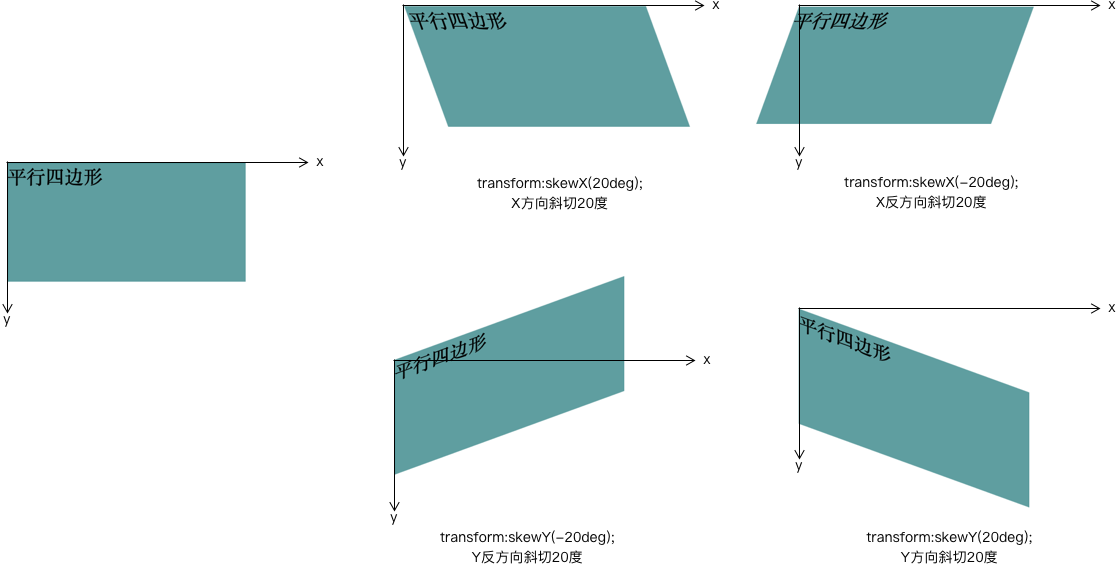 平行四边形
x
y
平行四边形
x
y
transform:skewX(20deg);
X方向斜切20度
平行四边形
x
y
transform:skewX(-20deg);
X反方向斜切20度
平行四边形
x
y
transform:skewY(-20deg);
Y反方向斜切20度
平行四边形
x
y
transform:skewY(20deg);
Y方向斜切20度